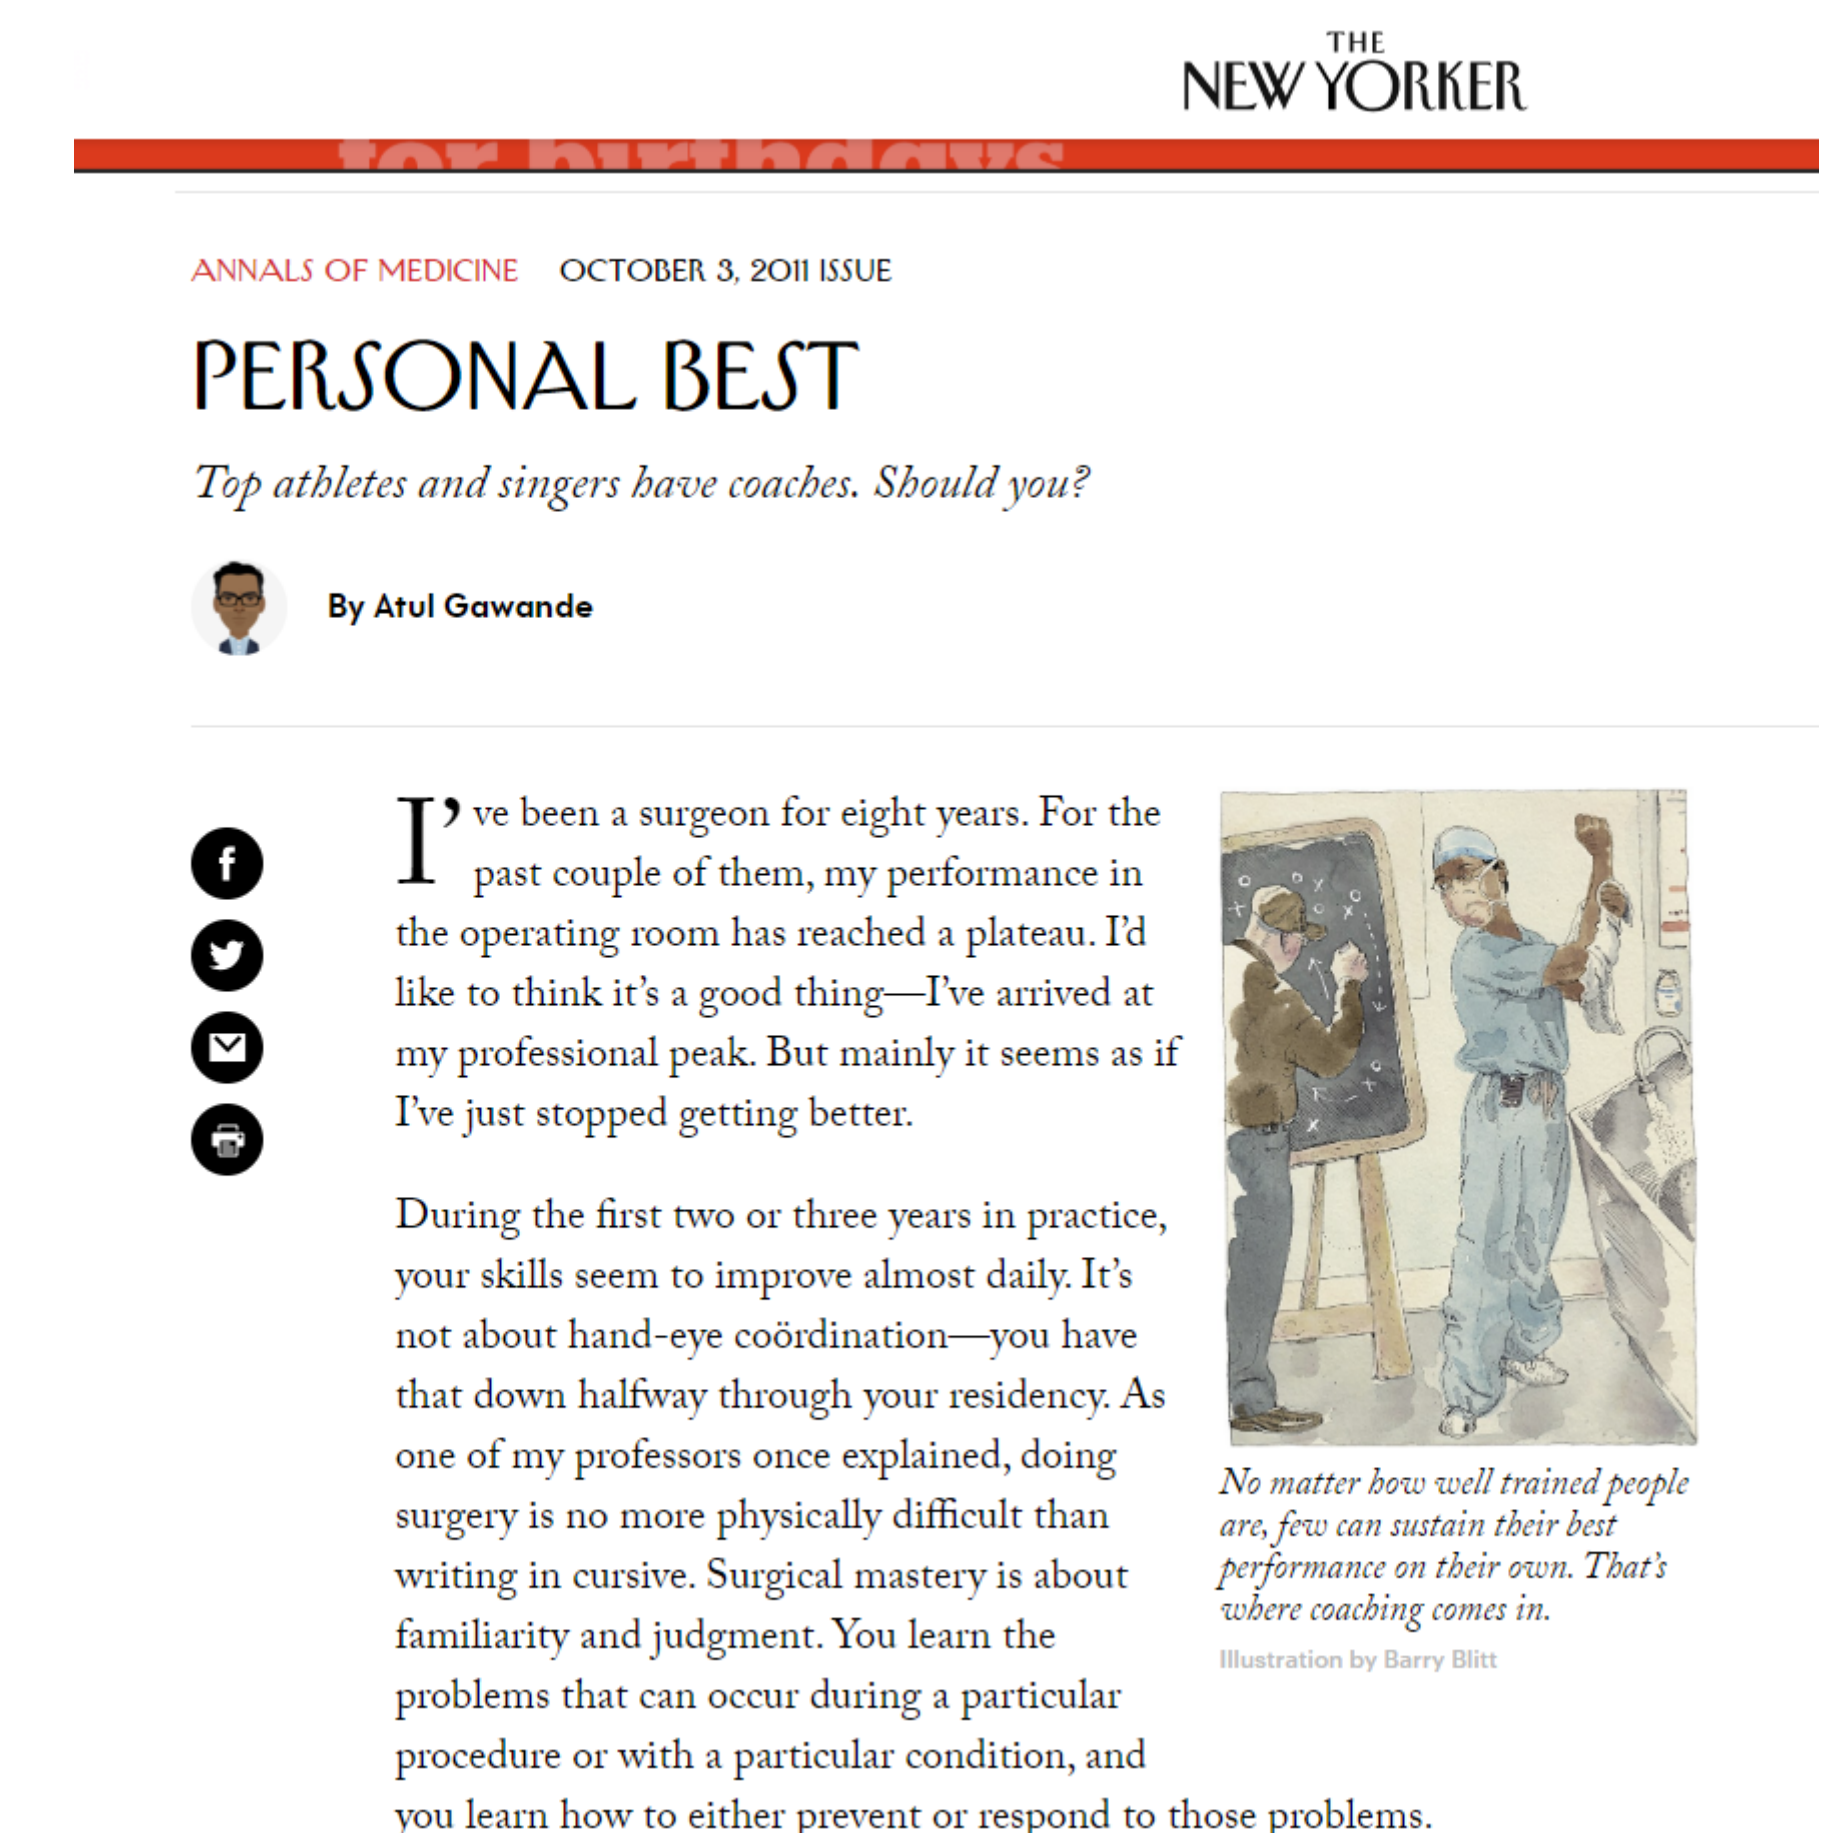 THE
NEW YORKER
for birthdays
ANNALS OF MEDICINE OCTOBER 3, 2011 ISSUE
PERSONAL BEST
Top athletes and singers have coaches. Should you?
By Atul Gawande
I’ve been a surgeon for eight years. For the
past couple of them, my performance in
the operating room has reached a plateau. I’d
like to think it’s a good thing—I’ve arrived at
my professional peak. But mainly it seems as if
I’ve just stopped getting better.
During the first two or three years in practice,
your skills seem to improve almost daily. It’s
not about hand-eye coördination—you have
that down halfway through your residency. As
one of my professors once explained, doing
surgery is no more physically difficult than
writing in cursive. Surgical mastery is about
familiarity and judgment. You learn the
problems that can occur during a particular
procedure or with a particular condition, and
you learn how to either prevent or respond to those problems.
No matter how well trained people
are, few can sustain their best
performance on their own. That’s
where coaching comes in.
Illustration by Barry Blitt